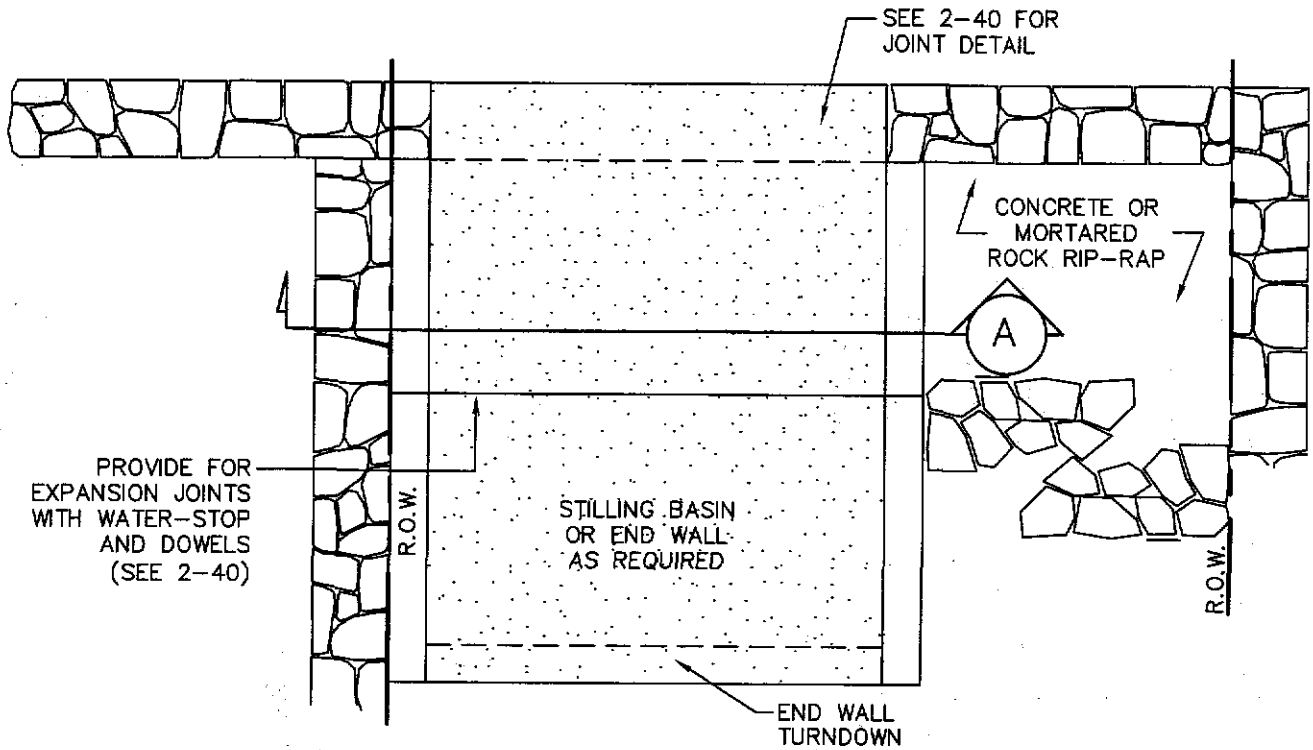 SEE 2-40 FOR
JOINT DETAIL
CONCRETE OR
MORTARED
ROCK RIP-RAP
A
PROVIDE FOR
EXPANSION JOINTS
WITH WATER-STOP
AND DOWELS
(SEE 2-40)
R.O.W.
STILLING BASIN
OR END WALL
AS REQUIRED
R.O.W.
END WALL
TURNDOWN